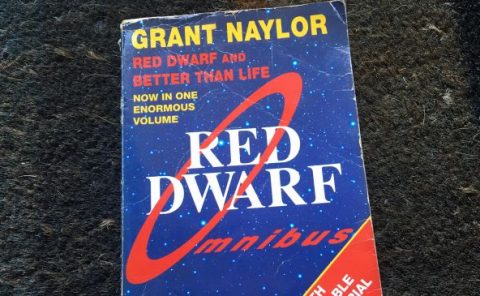 GRANT NAYLOR
RED DWARF AND
BETTER THAN LIFE
NOW IN ONE
ENORMOUS
VOLUME
RED
DWARF
Omnibus